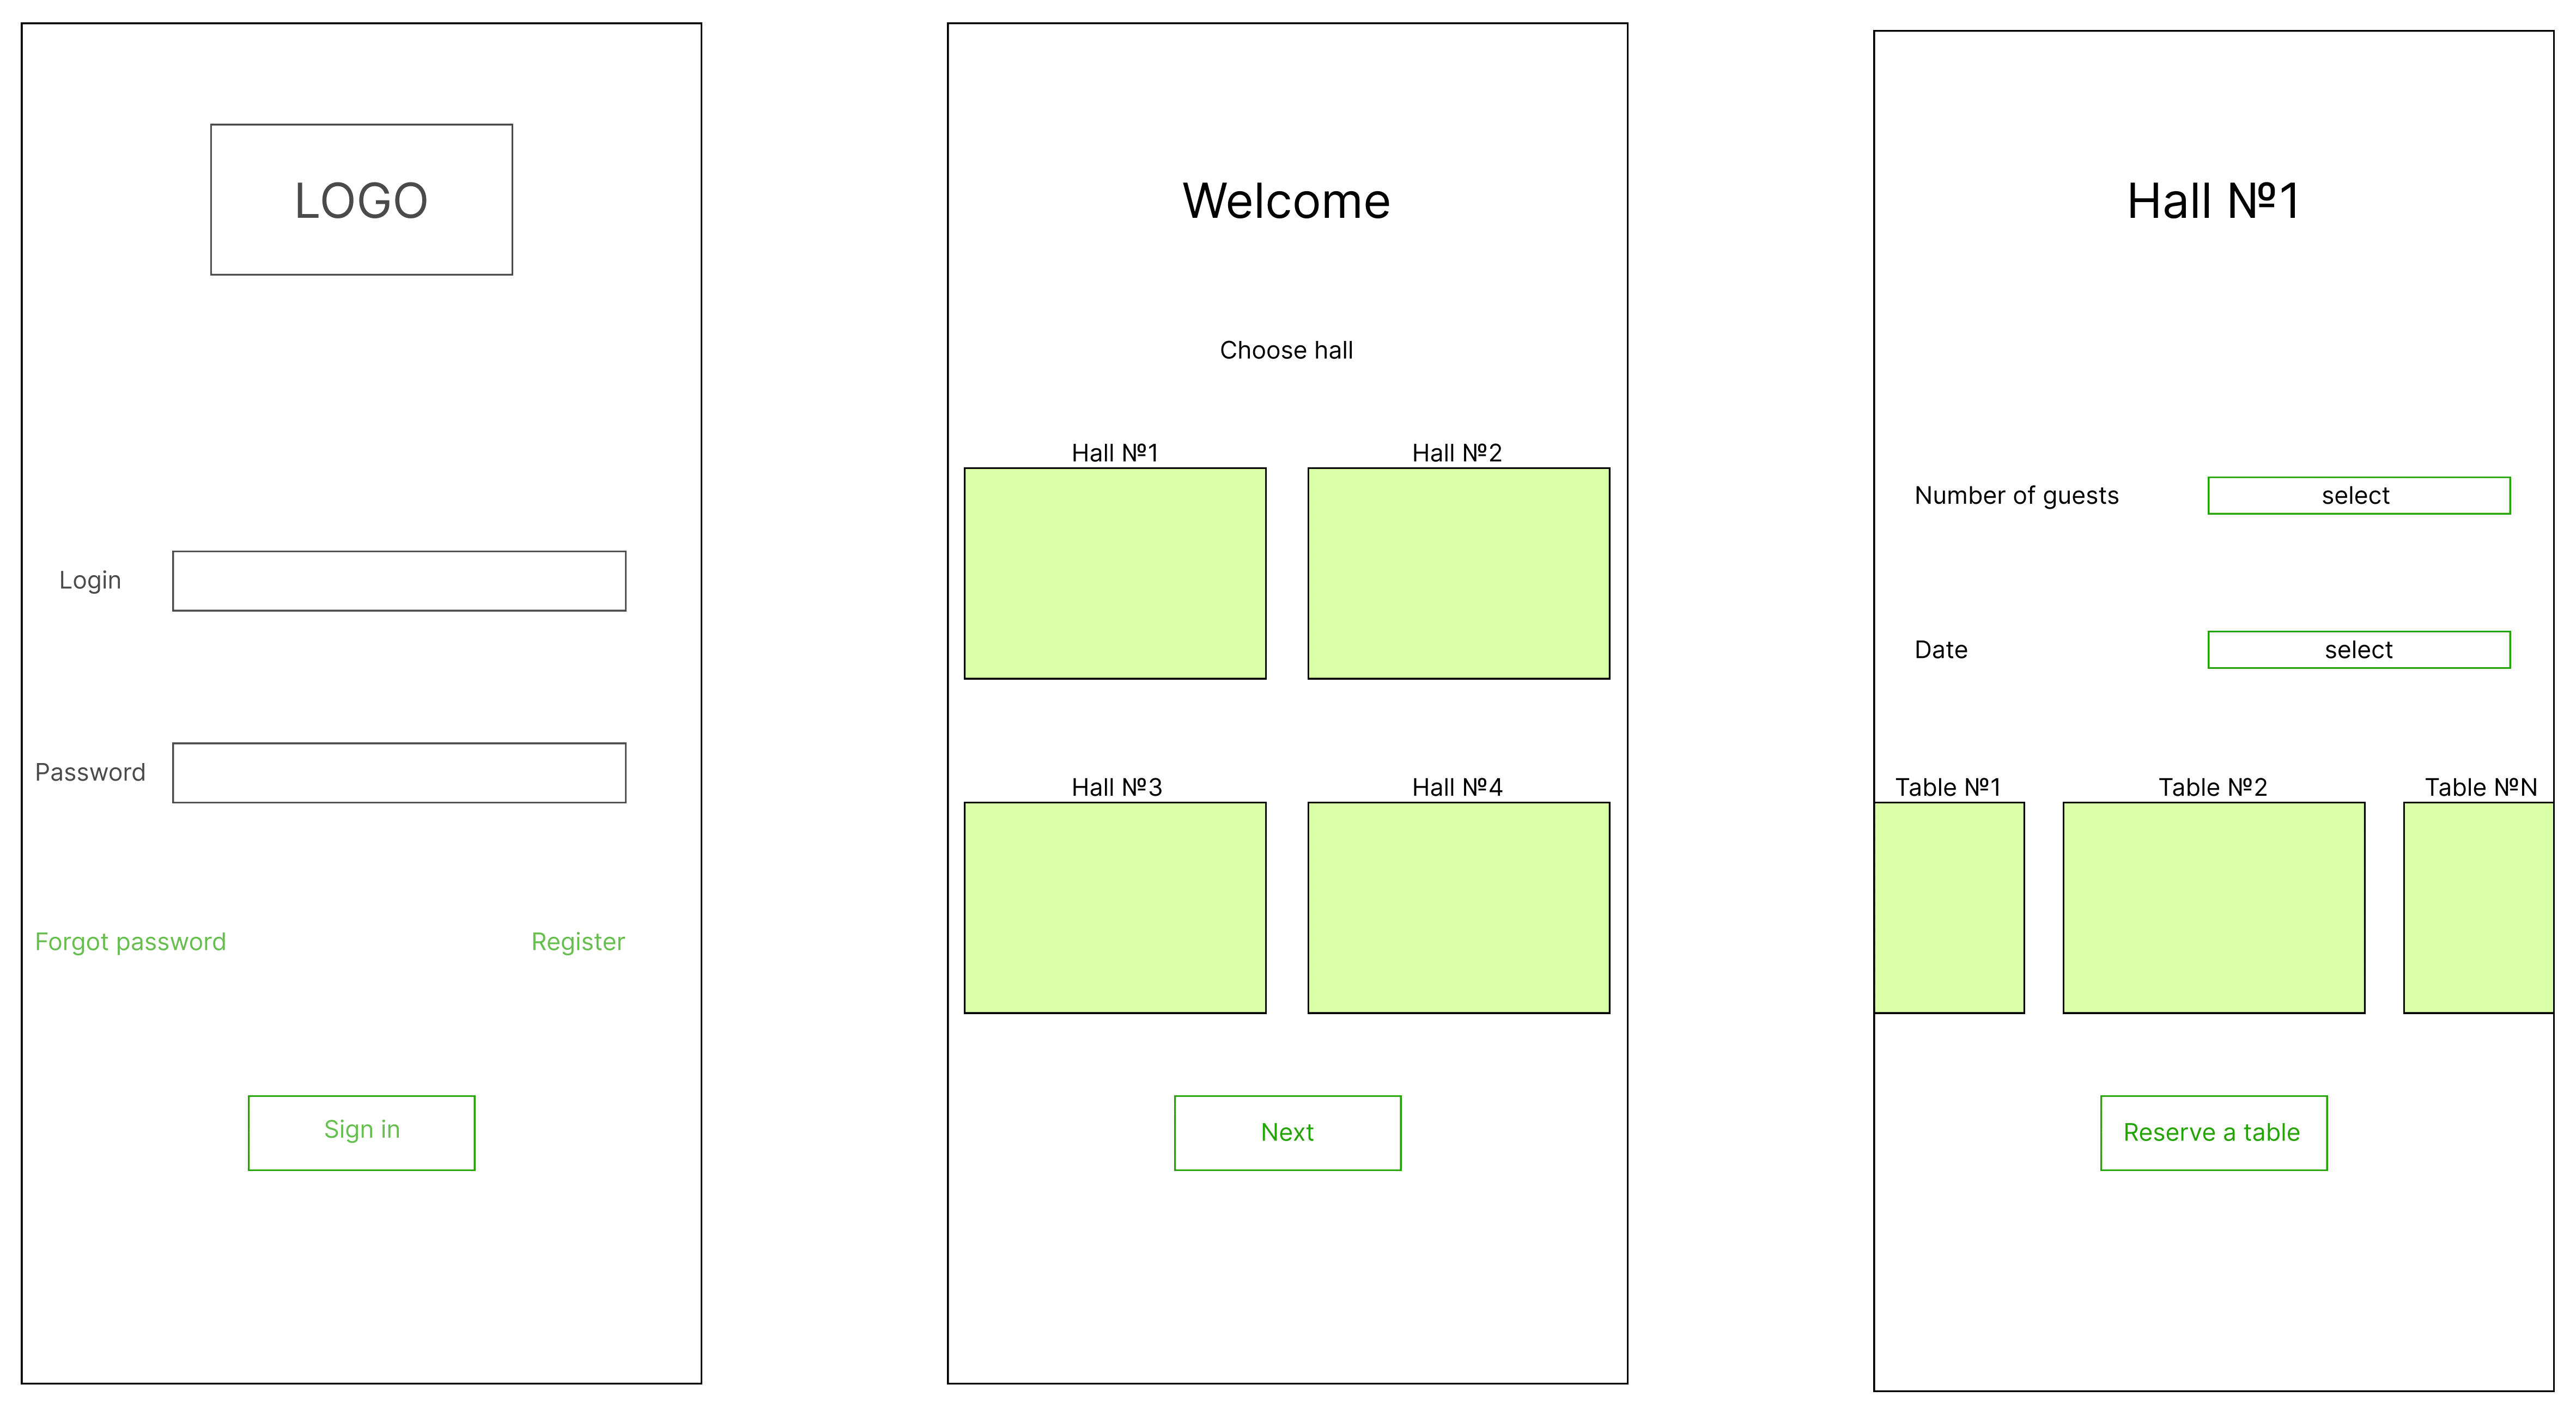 LOGO
Login
Password
Forgot password
Register
Sign in
Welcome
Choose hall
Hall №1
Hall №2
Hall №3
Hall №4
Next
Hall №1
Number of guests
select
Date
select
Table №1
Table №2
Table №N
Reserve a table